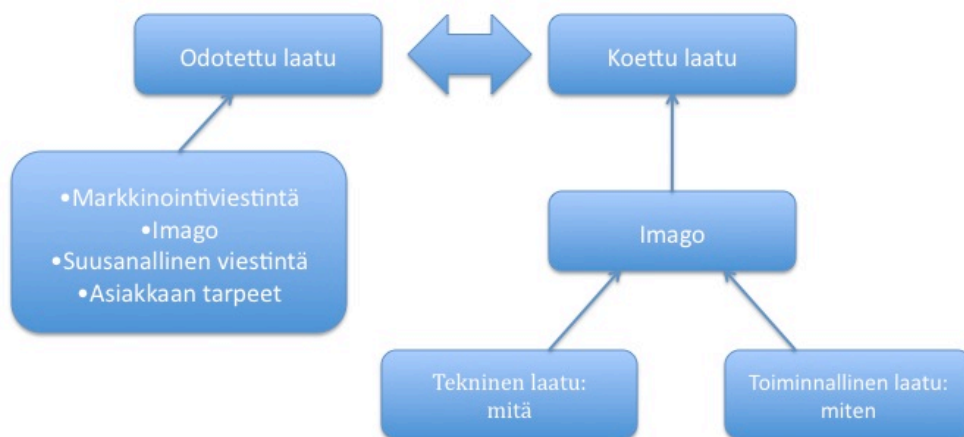 Odotettu laatu
Koettu laatu
•Markkinointiviestintä
•Imago
•Suusanallinen viestintä
•Asiakkaan tarpeet
Imago
Tekninen laatu:
mitä
Toiminnallinen laatu:
miten